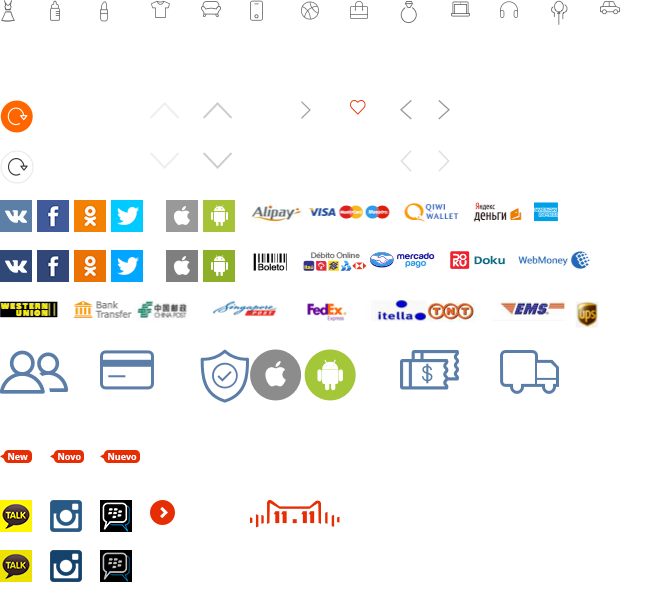 Alipay VISA MasterCard Maestro QIWI WALLET Яндекс ДЕНЬГИ
Boleto Débito Online mercado pago Doku WebMoney
WESTERN UNION Bank Transfer 中国邮政 CHINA POST Singapore POST FedEx Express itella TNT EMS ups
$
New Novo Nuevo
TALK 11.11
TALK